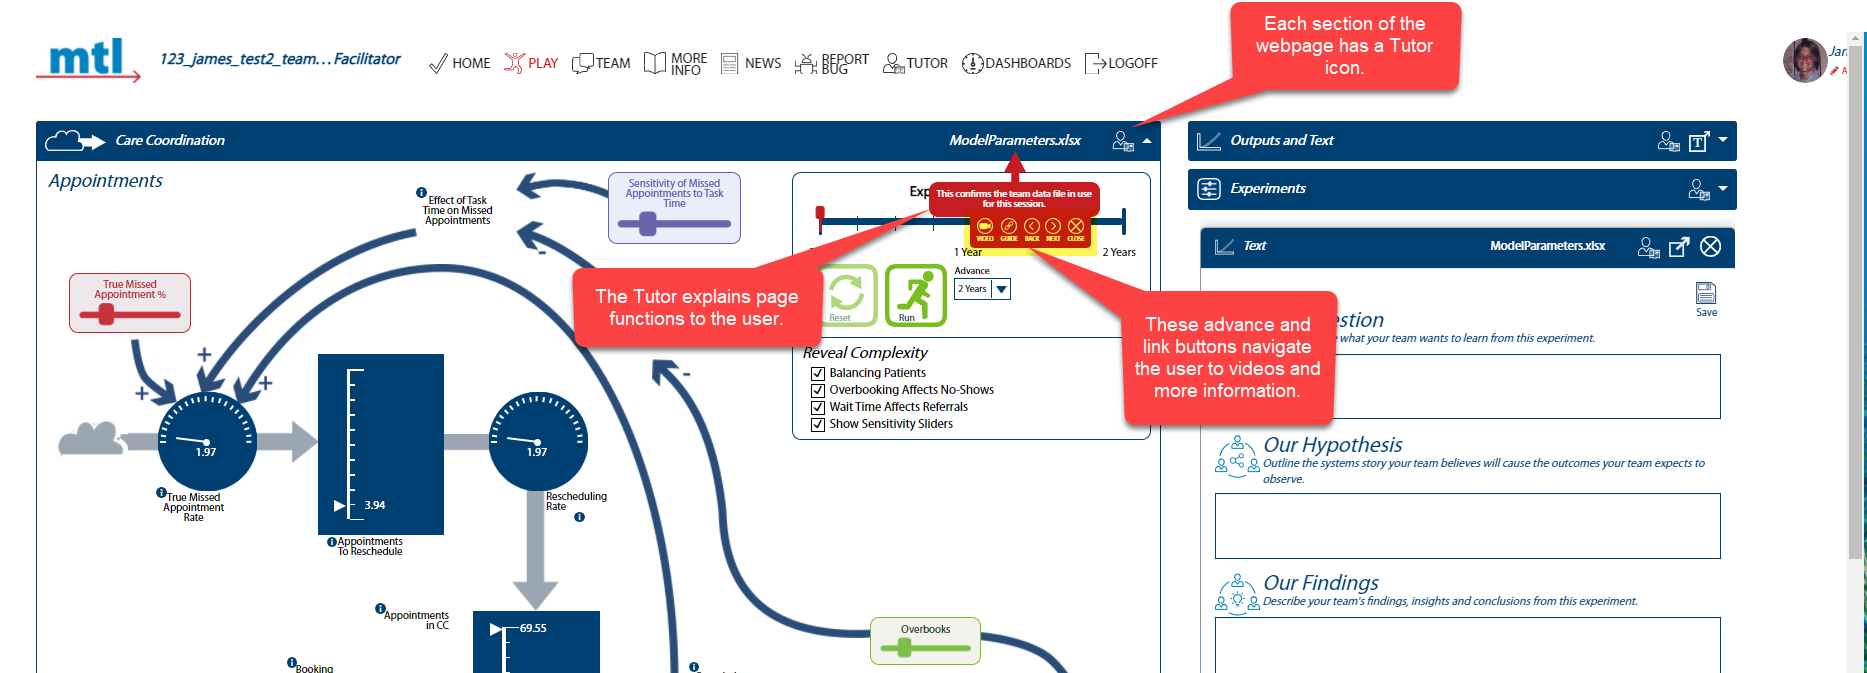 Each section of the
webpage has a Tutor
icon.
mtl
123_james_test2_team... Facilitator
HOME
PLAY
TEAM
MORE
INFO
NEWS
REPORT
BUG
TUTOR
DASHBOARDS
LOGOFF
Care Coordination
ModelParameters.xlsx
Outputs and Text
T
Experiments
Text
ModelParameters.xlsx
Save
Appointments
Effect of Task
Time on Missed
Appointments
Sensitivity of Missed
Appointments to Task
Time
This confirms the team data file in use
for this session.
VIDEO GUIDE BACK NEXT CLOSE
1 Year
2 Years
Advance
2 Years
Reset
Run
The Tutor explains page
functions to the user.
These advance and
link buttons navigate
the user to videos and
more information.
Reveal Complexity
Balancing Patients
Overbooking Affects No-Shows
Wait Time Affects Referrals
Show Sensitivity Sliders
True Missed
Appointment %
+
+
+
-
-
1.97
True Missed
Appointment
Rate
3.94
Appointments
To Reschedule
1.97
Rescheduling
Rate
Appointments
in CC
69.55
Booking
Overbooks
what your team wants to learn from this experiment.
Our Hypothesis
Outline the systems story your team believes will cause the outcomes your team expects to
observe.
Our Findings
Describe your team's findings, insights and conclusions from this experiment.